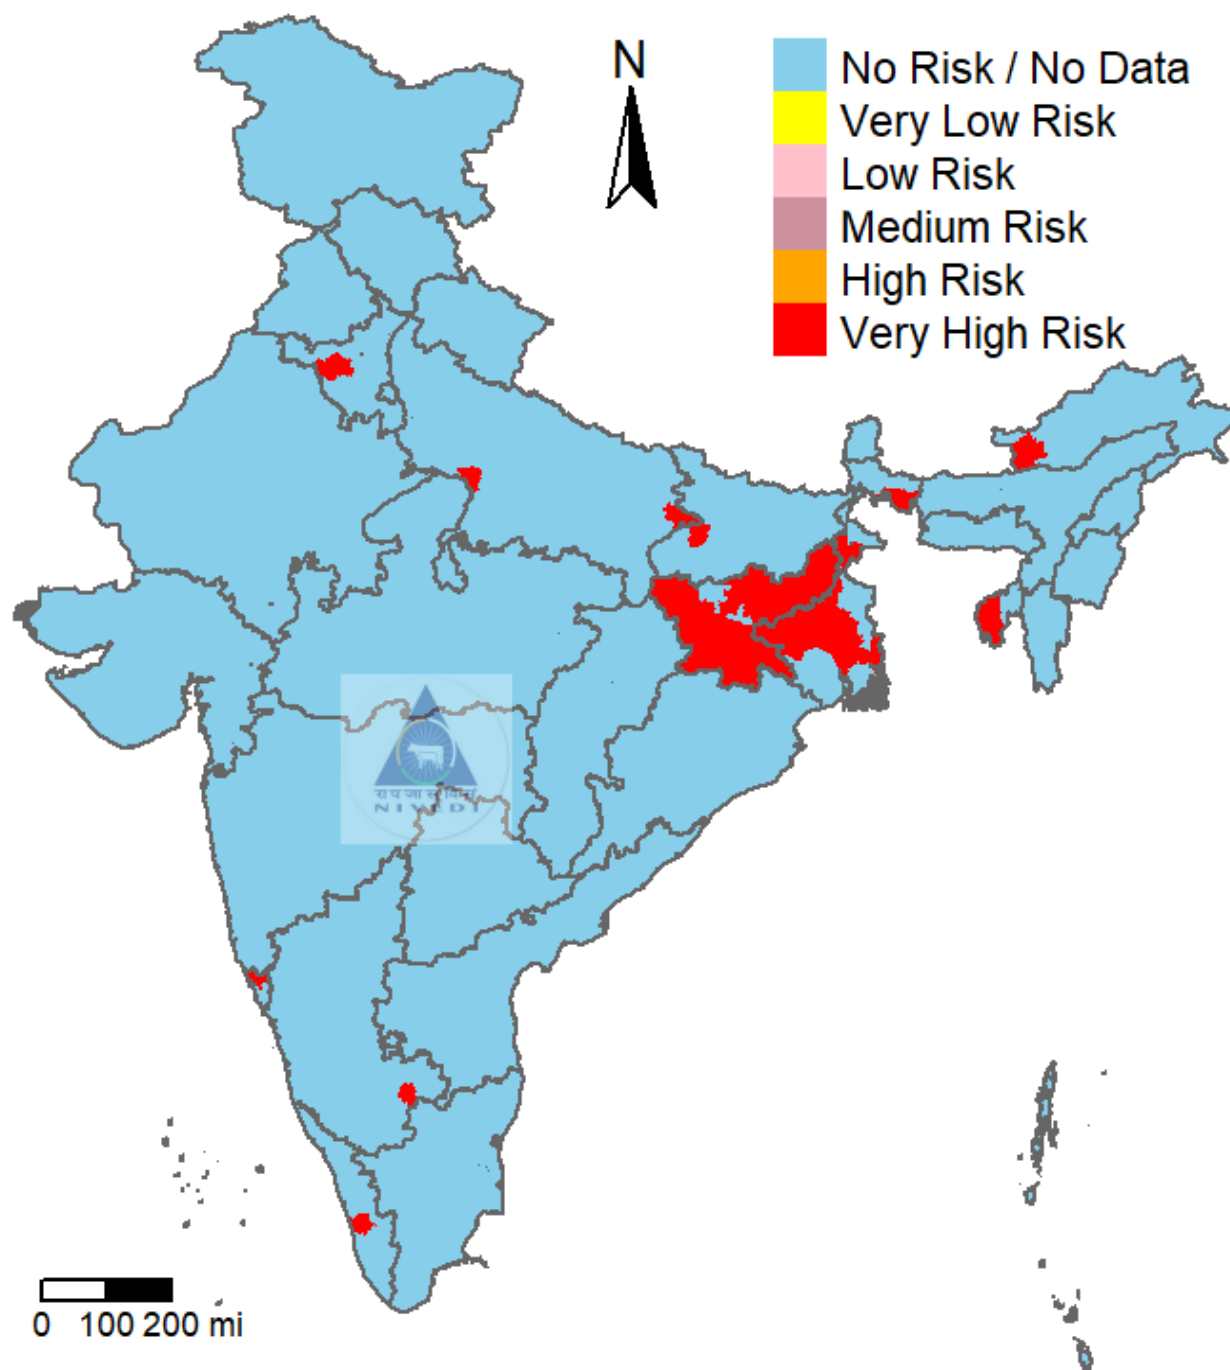 N
No Risk / No Data
Very Low Risk
Low Risk
Medium Risk
High Risk
Very High Risk
NIVEDI
0 100 200 mi